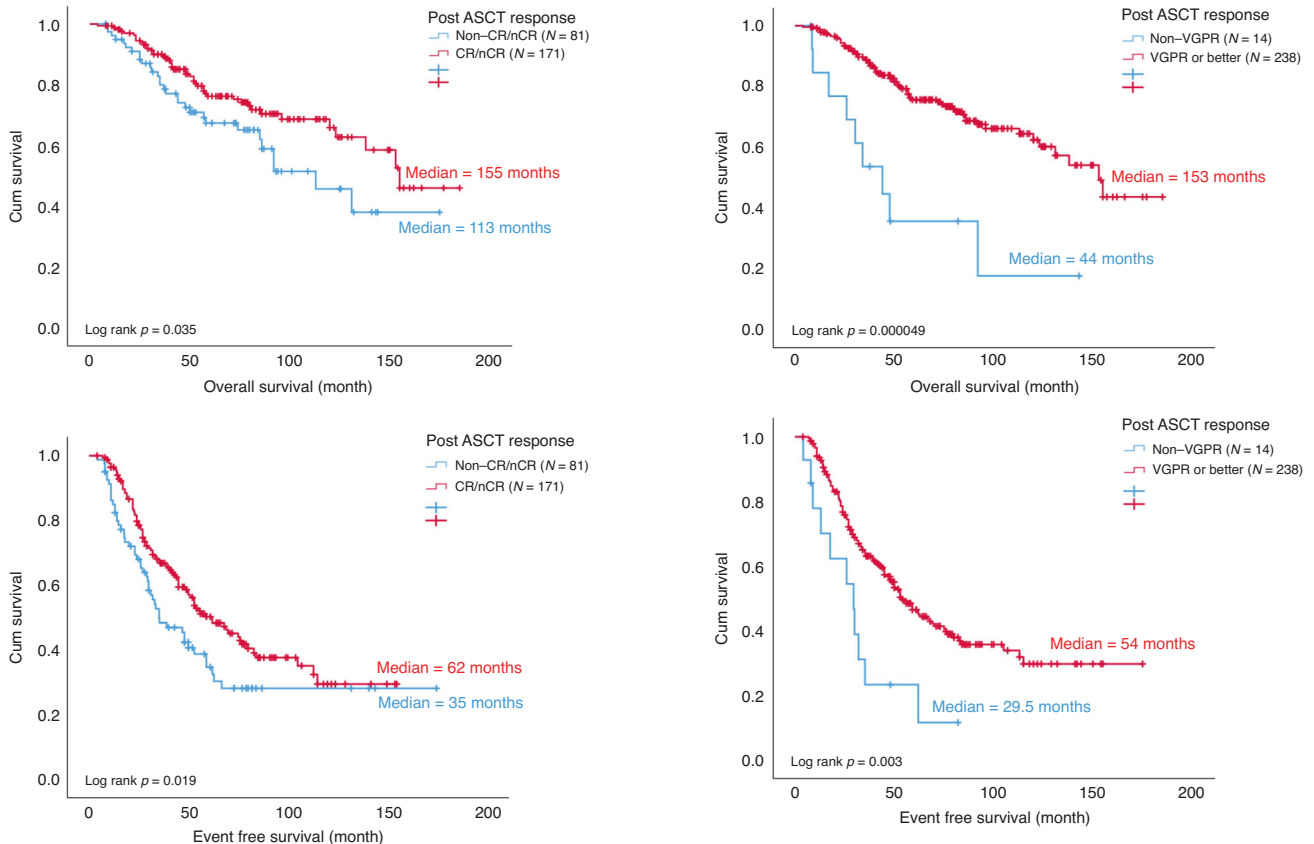 Post ASCT response
Non–CR/nCR (N = 81)
CR/nCR (N = 171)
1.0
0.8
0.6
0.4
0.2
0.0
Cum survival
Median = 155 months
Median = 113 months
Log rank p = 0.035
0 50 100 150 200
Overall survival (month)
Post ASCT response
Non–VGPR (N = 14)
VGPR or better (N = 238)
1.0
0.8
0.6
0.4
0.2
0.0
Cum survival
Median = 153 months
Median = 44 months
Log rank p = 0.000049
0 50 100 150 200
Overall survival (month)
Post ASCT response
Non–CR/nCR (N = 81)
CR/nCR (N = 171)
1.0
0.8
0.6
0.4
0.2
0.0
Cum survival
Median = 62 months
Median = 35 months
Log rank p = 0.019
0 50 100 150 200
Event free survival (month)
Post ASCT response
Non–VGPR (N = 14)
VGPR or better (N = 238)
1.0
0.8
0.6
0.4
0.2
0.0
Cum survival
Median = 54 months
Median = 29.5 months
Log rank p = 0.003
0 50 100 150 200
Event free survival (month)